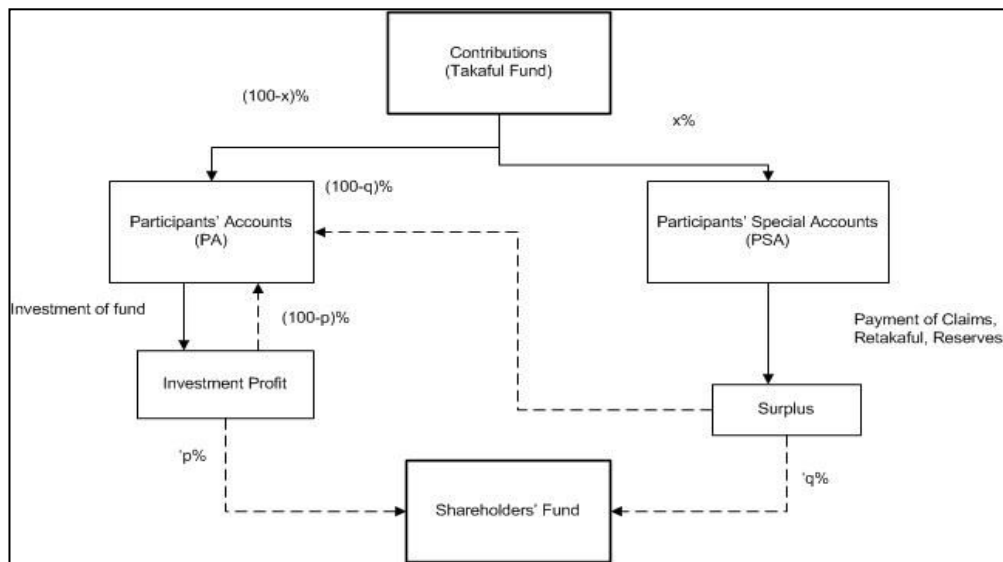 Contributions
(Takaful Fund)
(100-x)%
x%
(100-q)%
Participants' Accounts
(PA)
Participants' Special Accounts
(PSA)
Investment of fund
(100-p)%
Payment of Claims,
Retakaful, Reserves
Investment Profit
Surplus
'p%
'q%
Shareholders' Fund